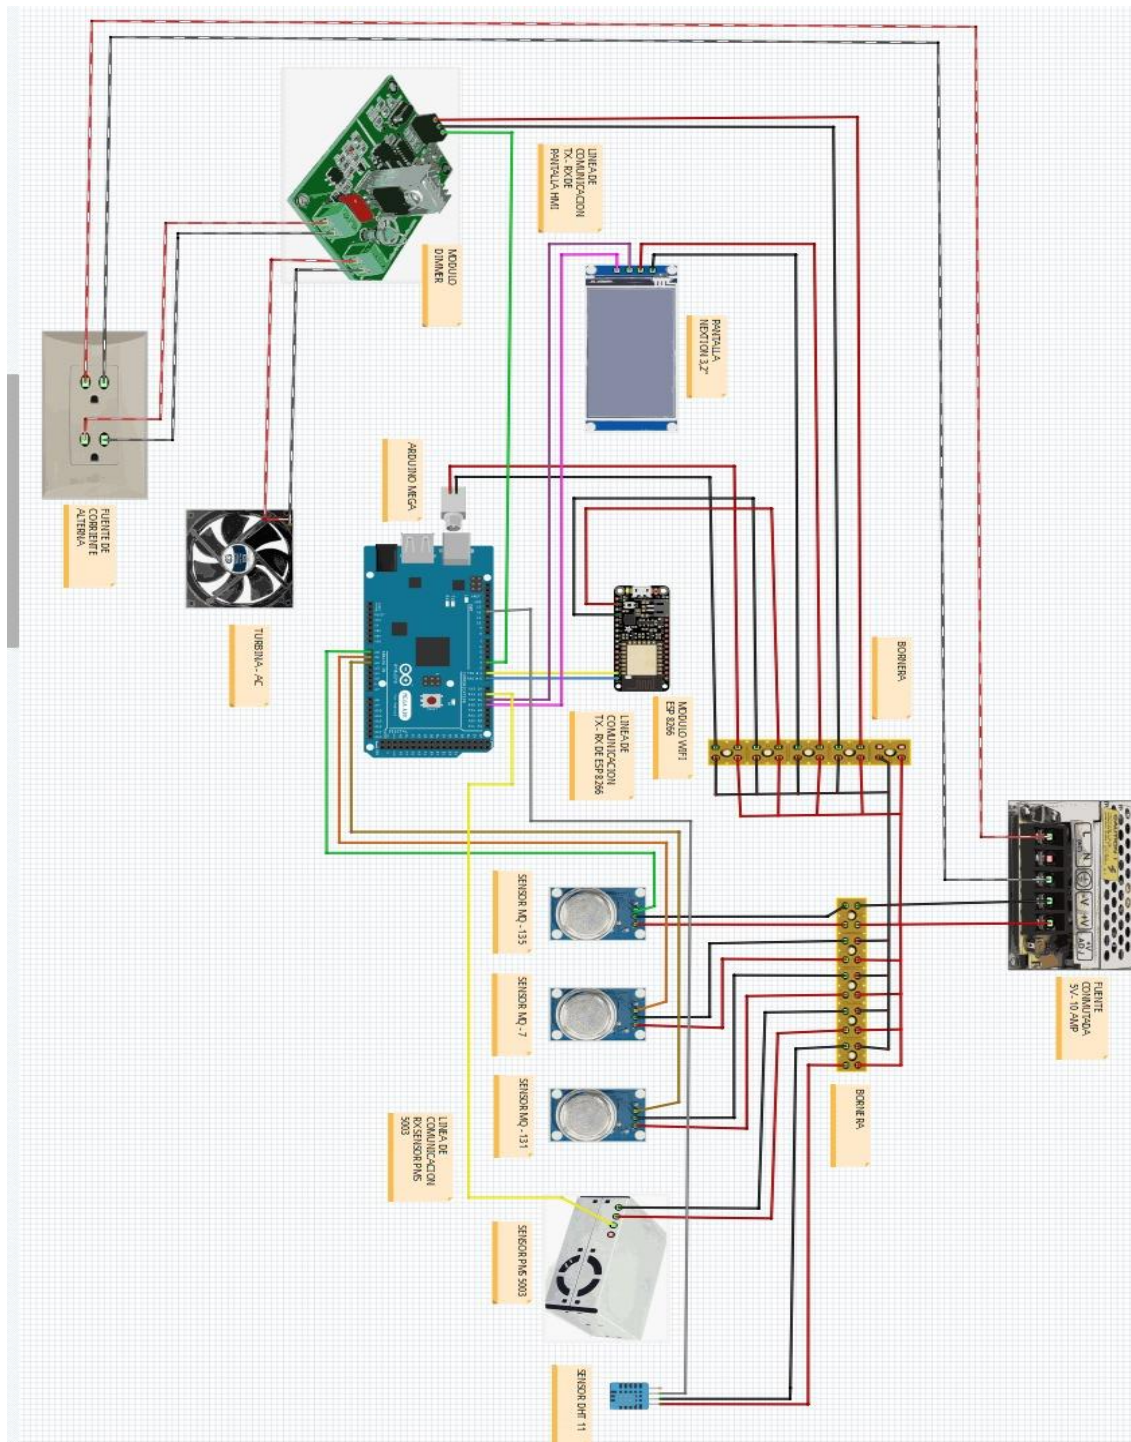 LINEA DE
COMUNICACION
TX - RX DE
PANTALLA HMI
MODULO
DIMMER
PANTALLA
NEXTION 3,2"
ARDUINO MEGA
FUENTE DE
CORRIENTE
ALTERNA
TURBINA - AC
BORNERA
MODULO WIFI
ESP 8266
LINEA DE
COMUNICACION
TX - RX DE ESP 8266
L
N
-V
+V
+V
ADJ
FUENTE
CONMUTADA
5V - 10 AMP
SENSOR MQ - 135
SENSOR MQ - 7
SENSOR MQ - 131
BORNERA
LINEA DE
COMUNICACION
RX SENSOR PMS
5003
SENSOR PMS 5003
SENSOR DHT 11